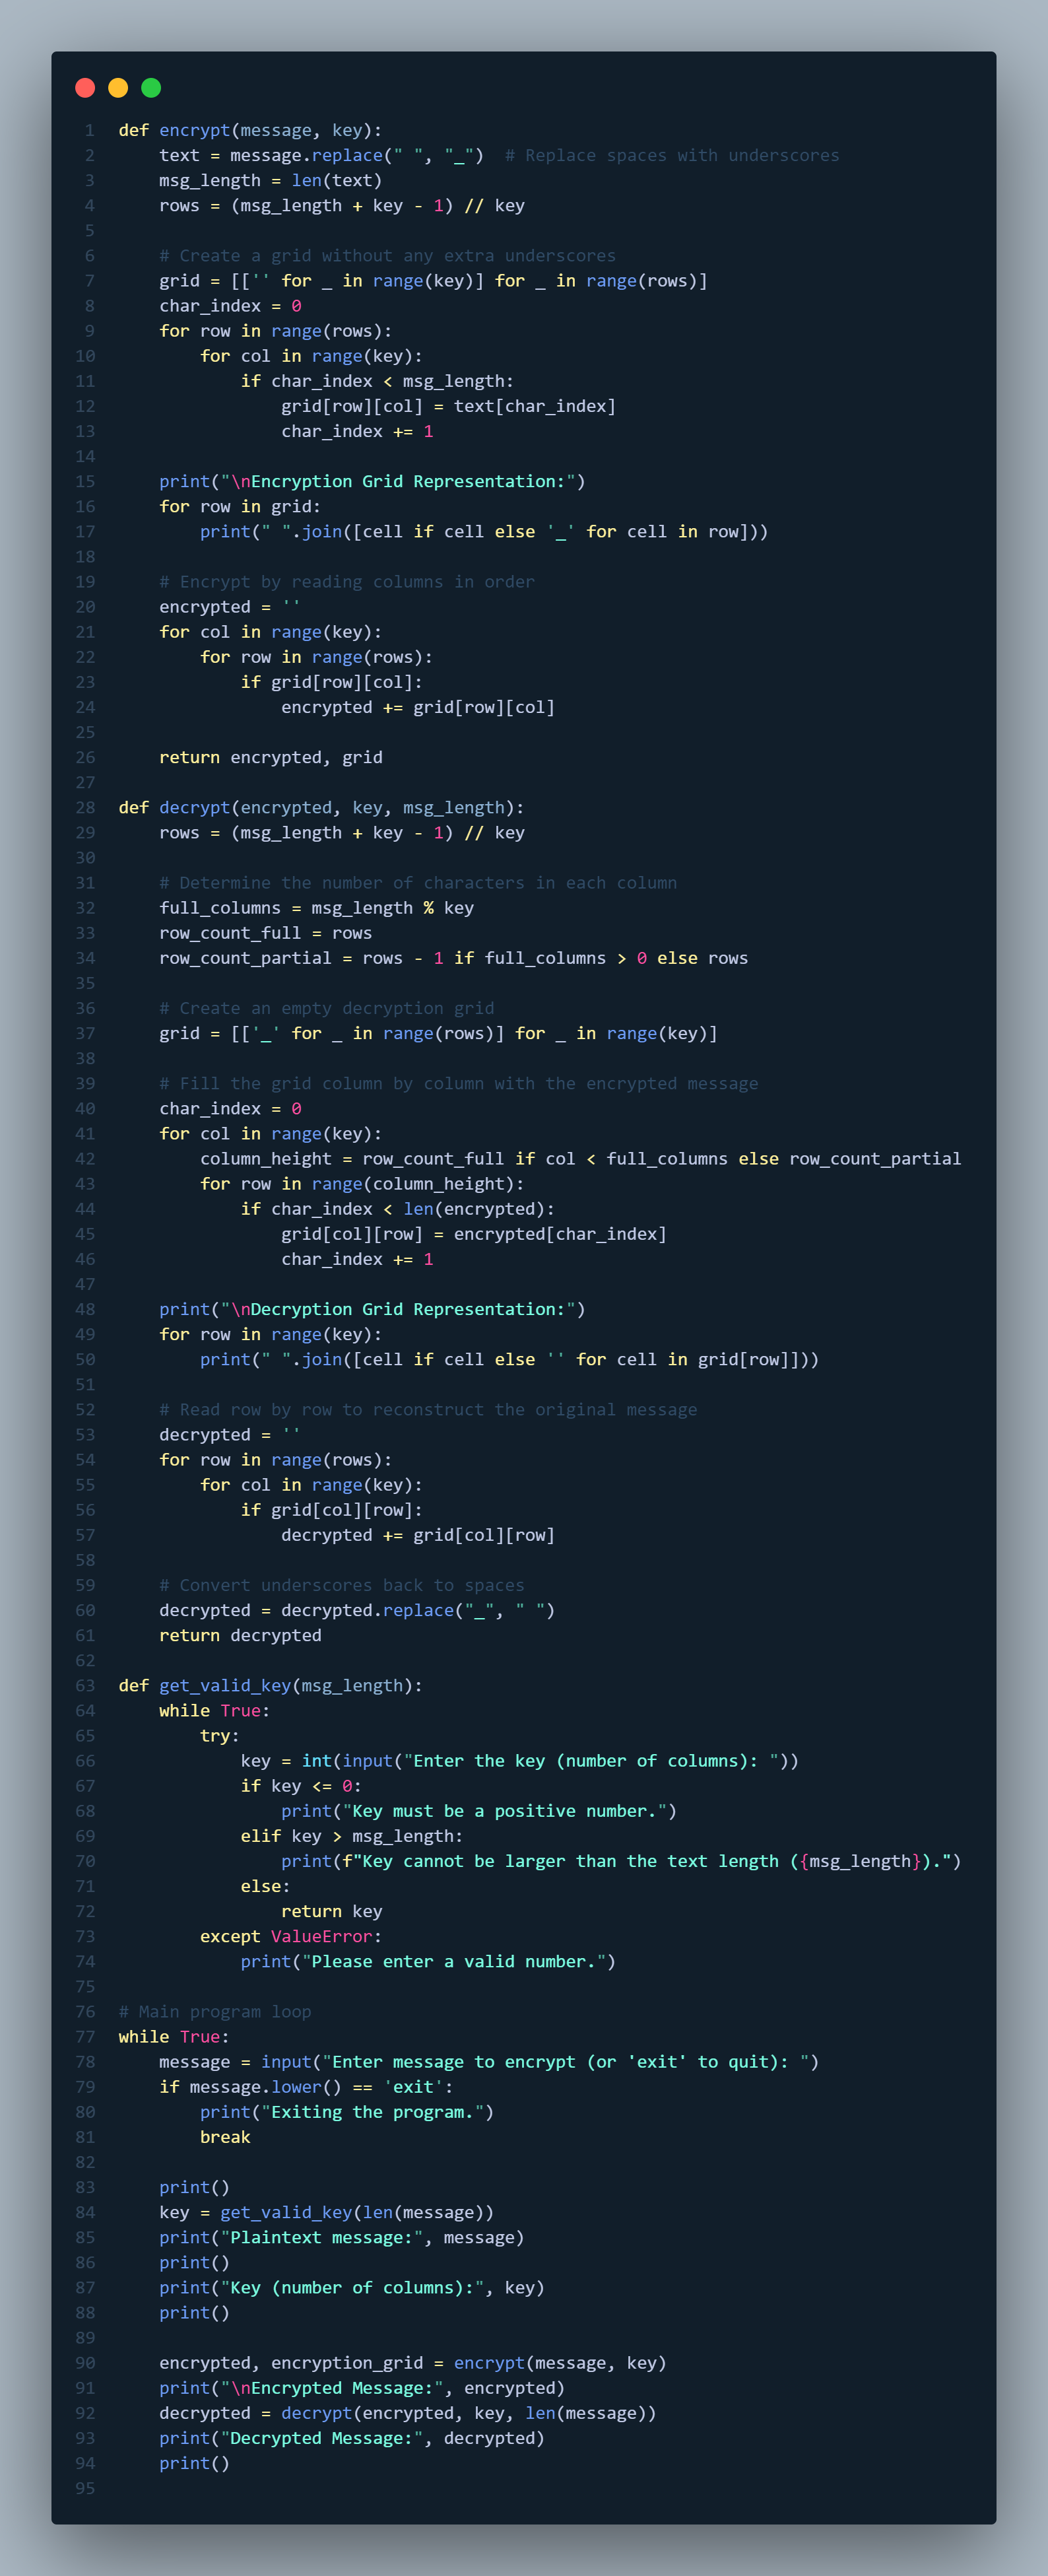 1 def encrypt(message, key):
2     text = message.replace(" ", "_")  # Replace spaces with underscores
3     msg_length = len(text)
4     rows = (msg_length + key - 1) // key
5
6     # Create a grid without any extra underscores
7     grid = [['' for _ in range(key)] for _ in range(rows)]
8     char_index = 0
9     for row in range(rows):
10         for col in range(key):
11             if char_index < msg_length:
12                 grid[row][col] = text[char_index]
13                 char_index += 1
14
15     print("\nEncryption Grid Representation:")
16     for row in grid:
17         print(" ".join([cell if cell else '_' for cell in row]))
18
19     # Encrypt by reading columns in order
20     encrypted = ''
21     for col in range(key):
22         for row in range(rows):
23             if grid[row][col]:
24                 encrypted += grid[row][col]
25
26     return encrypted, grid
27
28 def decrypt(encrypted, key, msg_length):
29     rows = (msg_length + key - 1) // key
30
31     # Determine the number of characters in each column
32     full_columns = msg_length % key
33     row_count_full = rows
34     row_count_partial = rows - 1 if full_columns > 0 else rows
35
36     # Create an empty decryption grid
37     grid = [['_' for _ in range(rows)] for _ in range(key)]
38
39     # Fill the grid column by column with the encrypted message
40     char_index = 0
41     for col in range(key):
42         column_height = row_count_full if col < full_columns else row_count_partial
43         for row in range(column_height):
44             if char_index < len(encrypted):
45                 grid[col][row] = encrypted[char_index]
46                 char_index += 1
47
48     print("\nDecryption Grid Representation:")
49     for row in range(key):
50         print(" ".join([cell if cell else '' for cell in grid[row]]))
51
52     # Read row by row to reconstruct the original message
53     decrypted = ''
54     for row in range(rows):
55         for col in range(key):
56             if grid[col][row]:
57                 decrypted += grid[col][row]
58
59     # Convert underscores back to spaces
60     decrypted = decrypted.replace("_", " ")
61     return decrypted
62
63 def get_valid_key(msg_length):
64     while True:
65         try:
66             key = int(input("Enter the key (number of columns): "))
67             if key <= 0:
68                 print("Key must be a positive number.")
69             elif key > msg_length:
70                 print(f"Key cannot be larger than the text length ({msg_length}).")
71             else:
72                 return key
73         except ValueError:
74             print("Please enter a valid number.")
75
76 # Main program loop
77 while True:
78     message = input("Enter message to encrypt (or 'exit' to quit): ")
79     if message.lower() == 'exit':
80         print("Exiting the program.")
81         break
82
83     print()
84     key = get_valid_key(len(message))
85     print("Plaintext message:", message)
86     print()
87     print("Key (number of columns):", key)
88     print()
89
90     encrypted, encryption_grid = encrypt(message, key)
91     print("\nEncrypted Message:", encrypted)
92     decrypted = decrypt(encrypted, key, len(message))
93     print("Decrypted Message:", decrypted)
94     print()
95